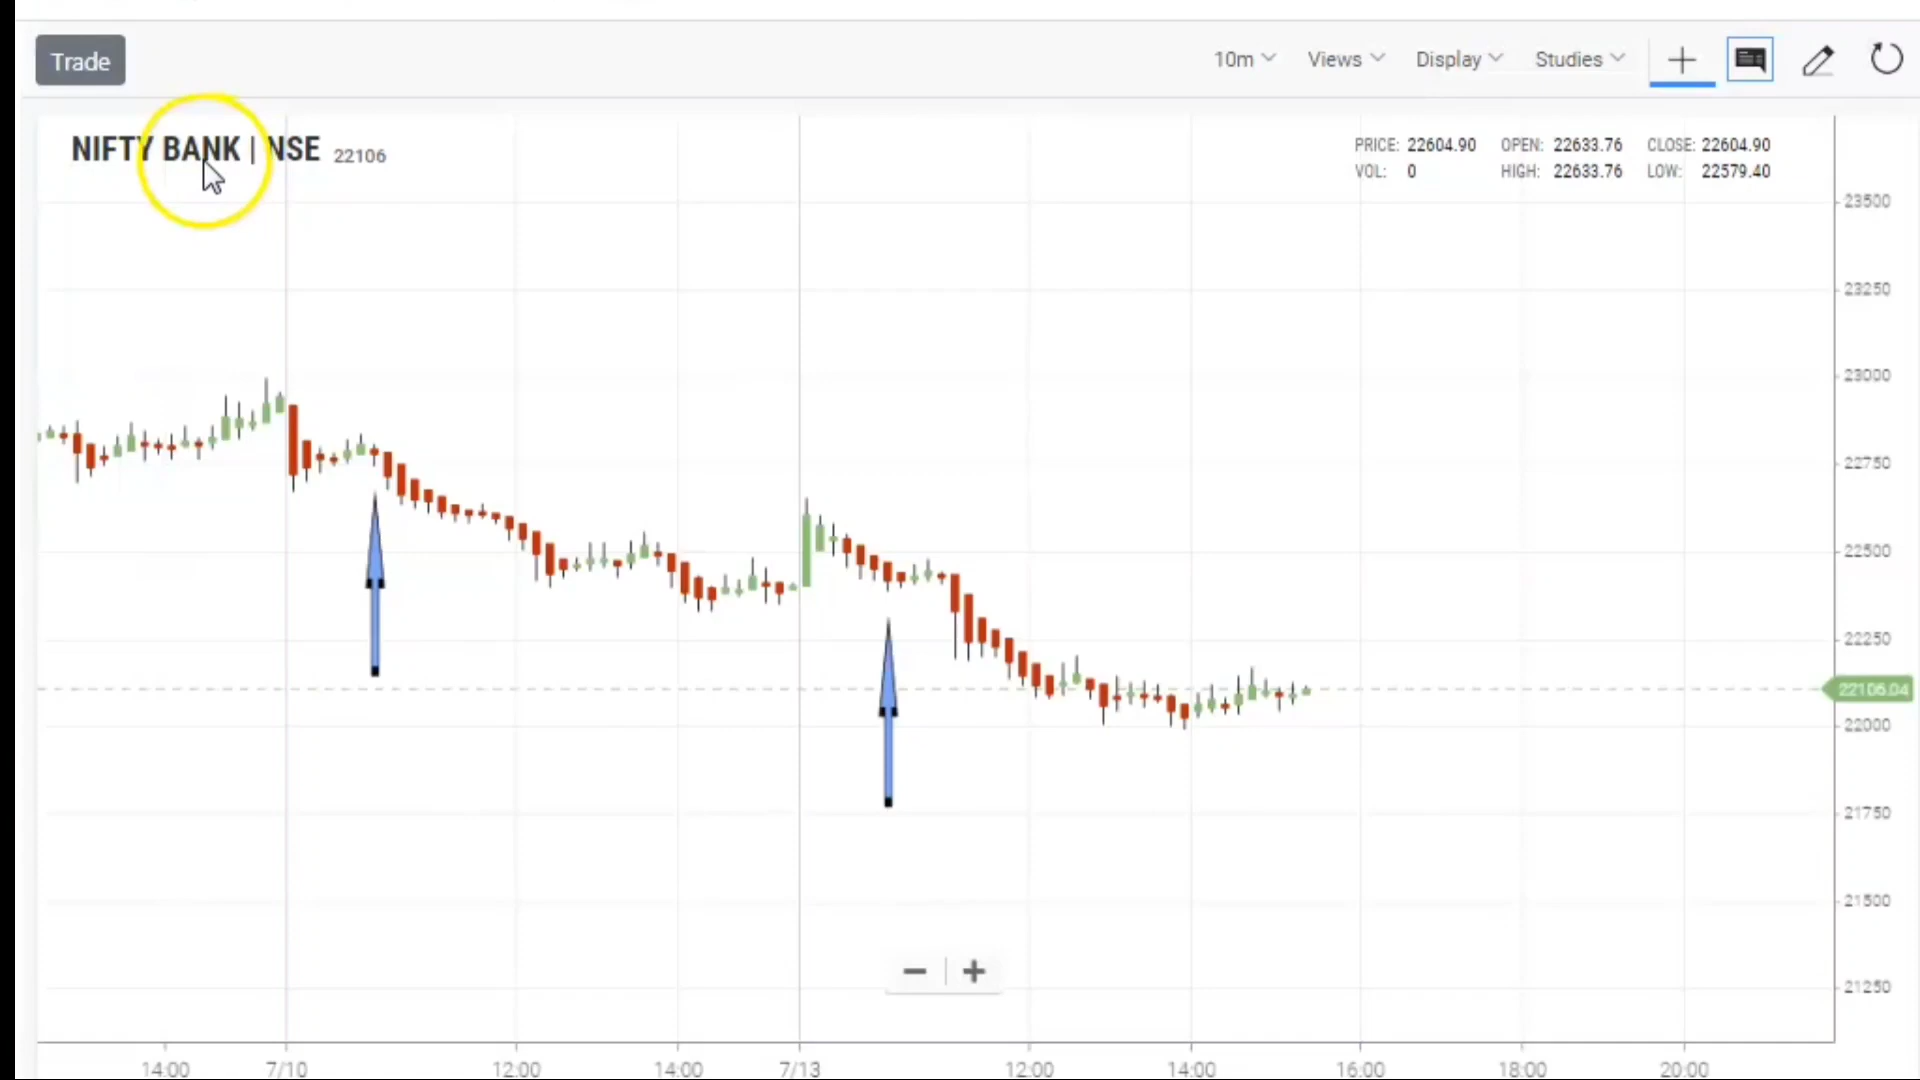 Trade
10m Views Display Studies
NIFTY BANK | NSE 22106
PRICE: 22604.90 OPEN: 22633.76 CLOSE: 22604.90
VOL: 0 HIGH: 22633.76 LOW: 22579.40
23500
23250
23000
22750
22500
22250
22106.04
22000
21750
21500
21250
14:00 7/10 12:00 14:00 7/13 12:00 14:00 16:00 18:00 20:00